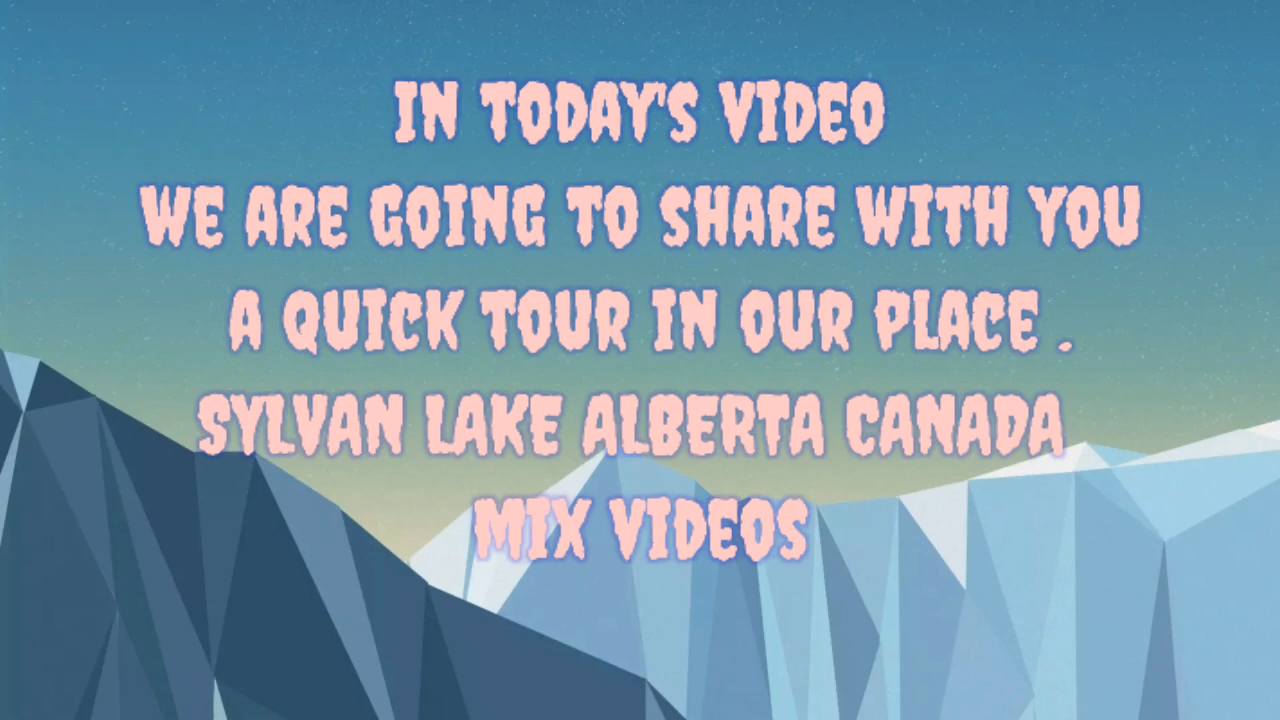 IN TODAY'S VIDEO
WE ARE GOING TO SHARE WITH YOU
A QUICK TOUR IN OUR PLACE .
SYLVAN LAKE ALBERTA CANADA
MIX VIDEOS